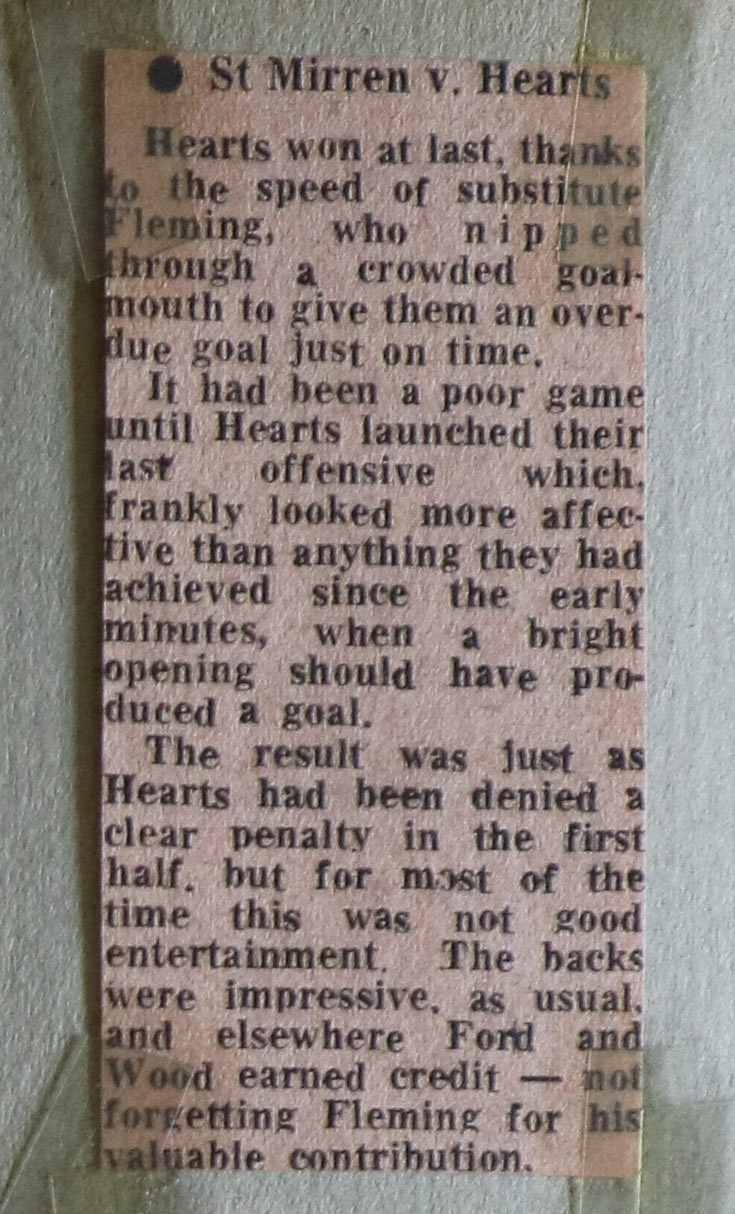 ● St Mirren v. Hearts
Hearts won at last, thanks
to the speed of substitute
Fleming, who nipped
through a crowded goal-
mouth to give them an over-
due goal just on time.
It had been a poor game
until Hearts launched their
last offensive which,
frankly looked more affec-
tive than anything they had
achieved since the early
minutes, when a bright
opening should have pro-
duced a goal.
The result was just as
Hearts had been denied a
clear penalty in the first
half, but for most of the
time this was not good
entertainment. The backs
were impressive, as usual,
and elsewhere Ford and
Wood earned credit — not
forgetting Fleming for his
valuable contribution.